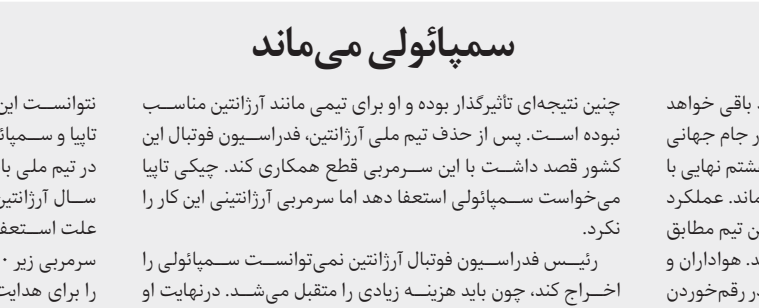 سمپائولی می‌ماند
باقی خواهد
ر جام جهانی
هشتم نهایی با
ماند. عملکرد
ن تیم مطابق
د. هواداران و
در رقم‌خوردن
چنین نتیجه‌ای تأثیرگذار بوده و او برای تیمی مانند آرژانتین مناسب
نبوده است. پس از حذف تیم ملی آرژانتین، فدراسیون فوتبال این
کشور قصد داشت با این سرمربی قطع همکاری کند. چیکی تاپیا
می‌خواست سمپائولی استعفا دهد اما سرمربی آرژانتینی این کار را
نکرد.
رئیس فدراسیون فوتبال آرژانتین نمی‌توانست سمپائولی را
اخراج کند، چون باید هزینه زیادی را متقبل می‌شد. درنهایت او
نتوانست این
تاپیا و سمپائ
در تیم ملی با
سال آرژانتین
علت استعف
سرمربی زیر ۰
را برای هدایت